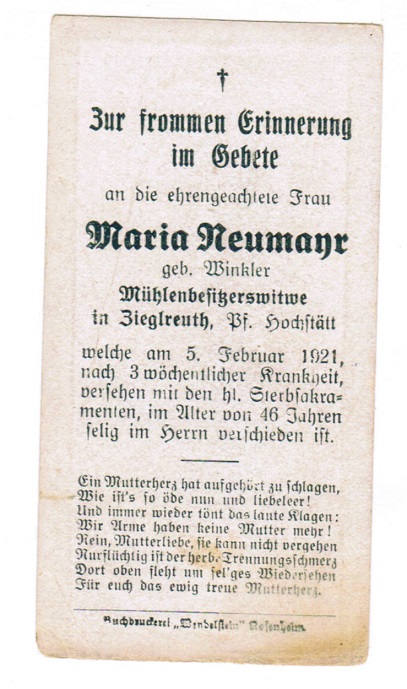 †
Zur frommen Erinnerung
im Gebete
an die ehrengeachtete Frau
Maria Neumayr
geb. Winkler
Mühlenbesitzerswitwe
in Zieglreuth, Pf. Hochstätt
welche am 5. Februar 1921,
nach 3 wöchentlicher Krankheit,
versehen mit den hl. Sterbsakra-
menten, im Alter von 46 Jahren
selig im Herrn verschieden ist.
Ein Mutterherz hat aufgehört zu schlagen,
Wie ist's so öde nun und liebeleer!
Und immer wieder tönt das laute Klagen:
Wir Arme haben keine Mutter mehr!
Nein, Mutterliebe, sie kann nicht vergehen
Nurflüchtig ist der herbe Trennungsschmerz
Dort oben fleht um sel'ges Wiedersehen
Für euch das ewig treue Mutterherz.
Buchdruckerei „Wendelstein" Rosenheim.